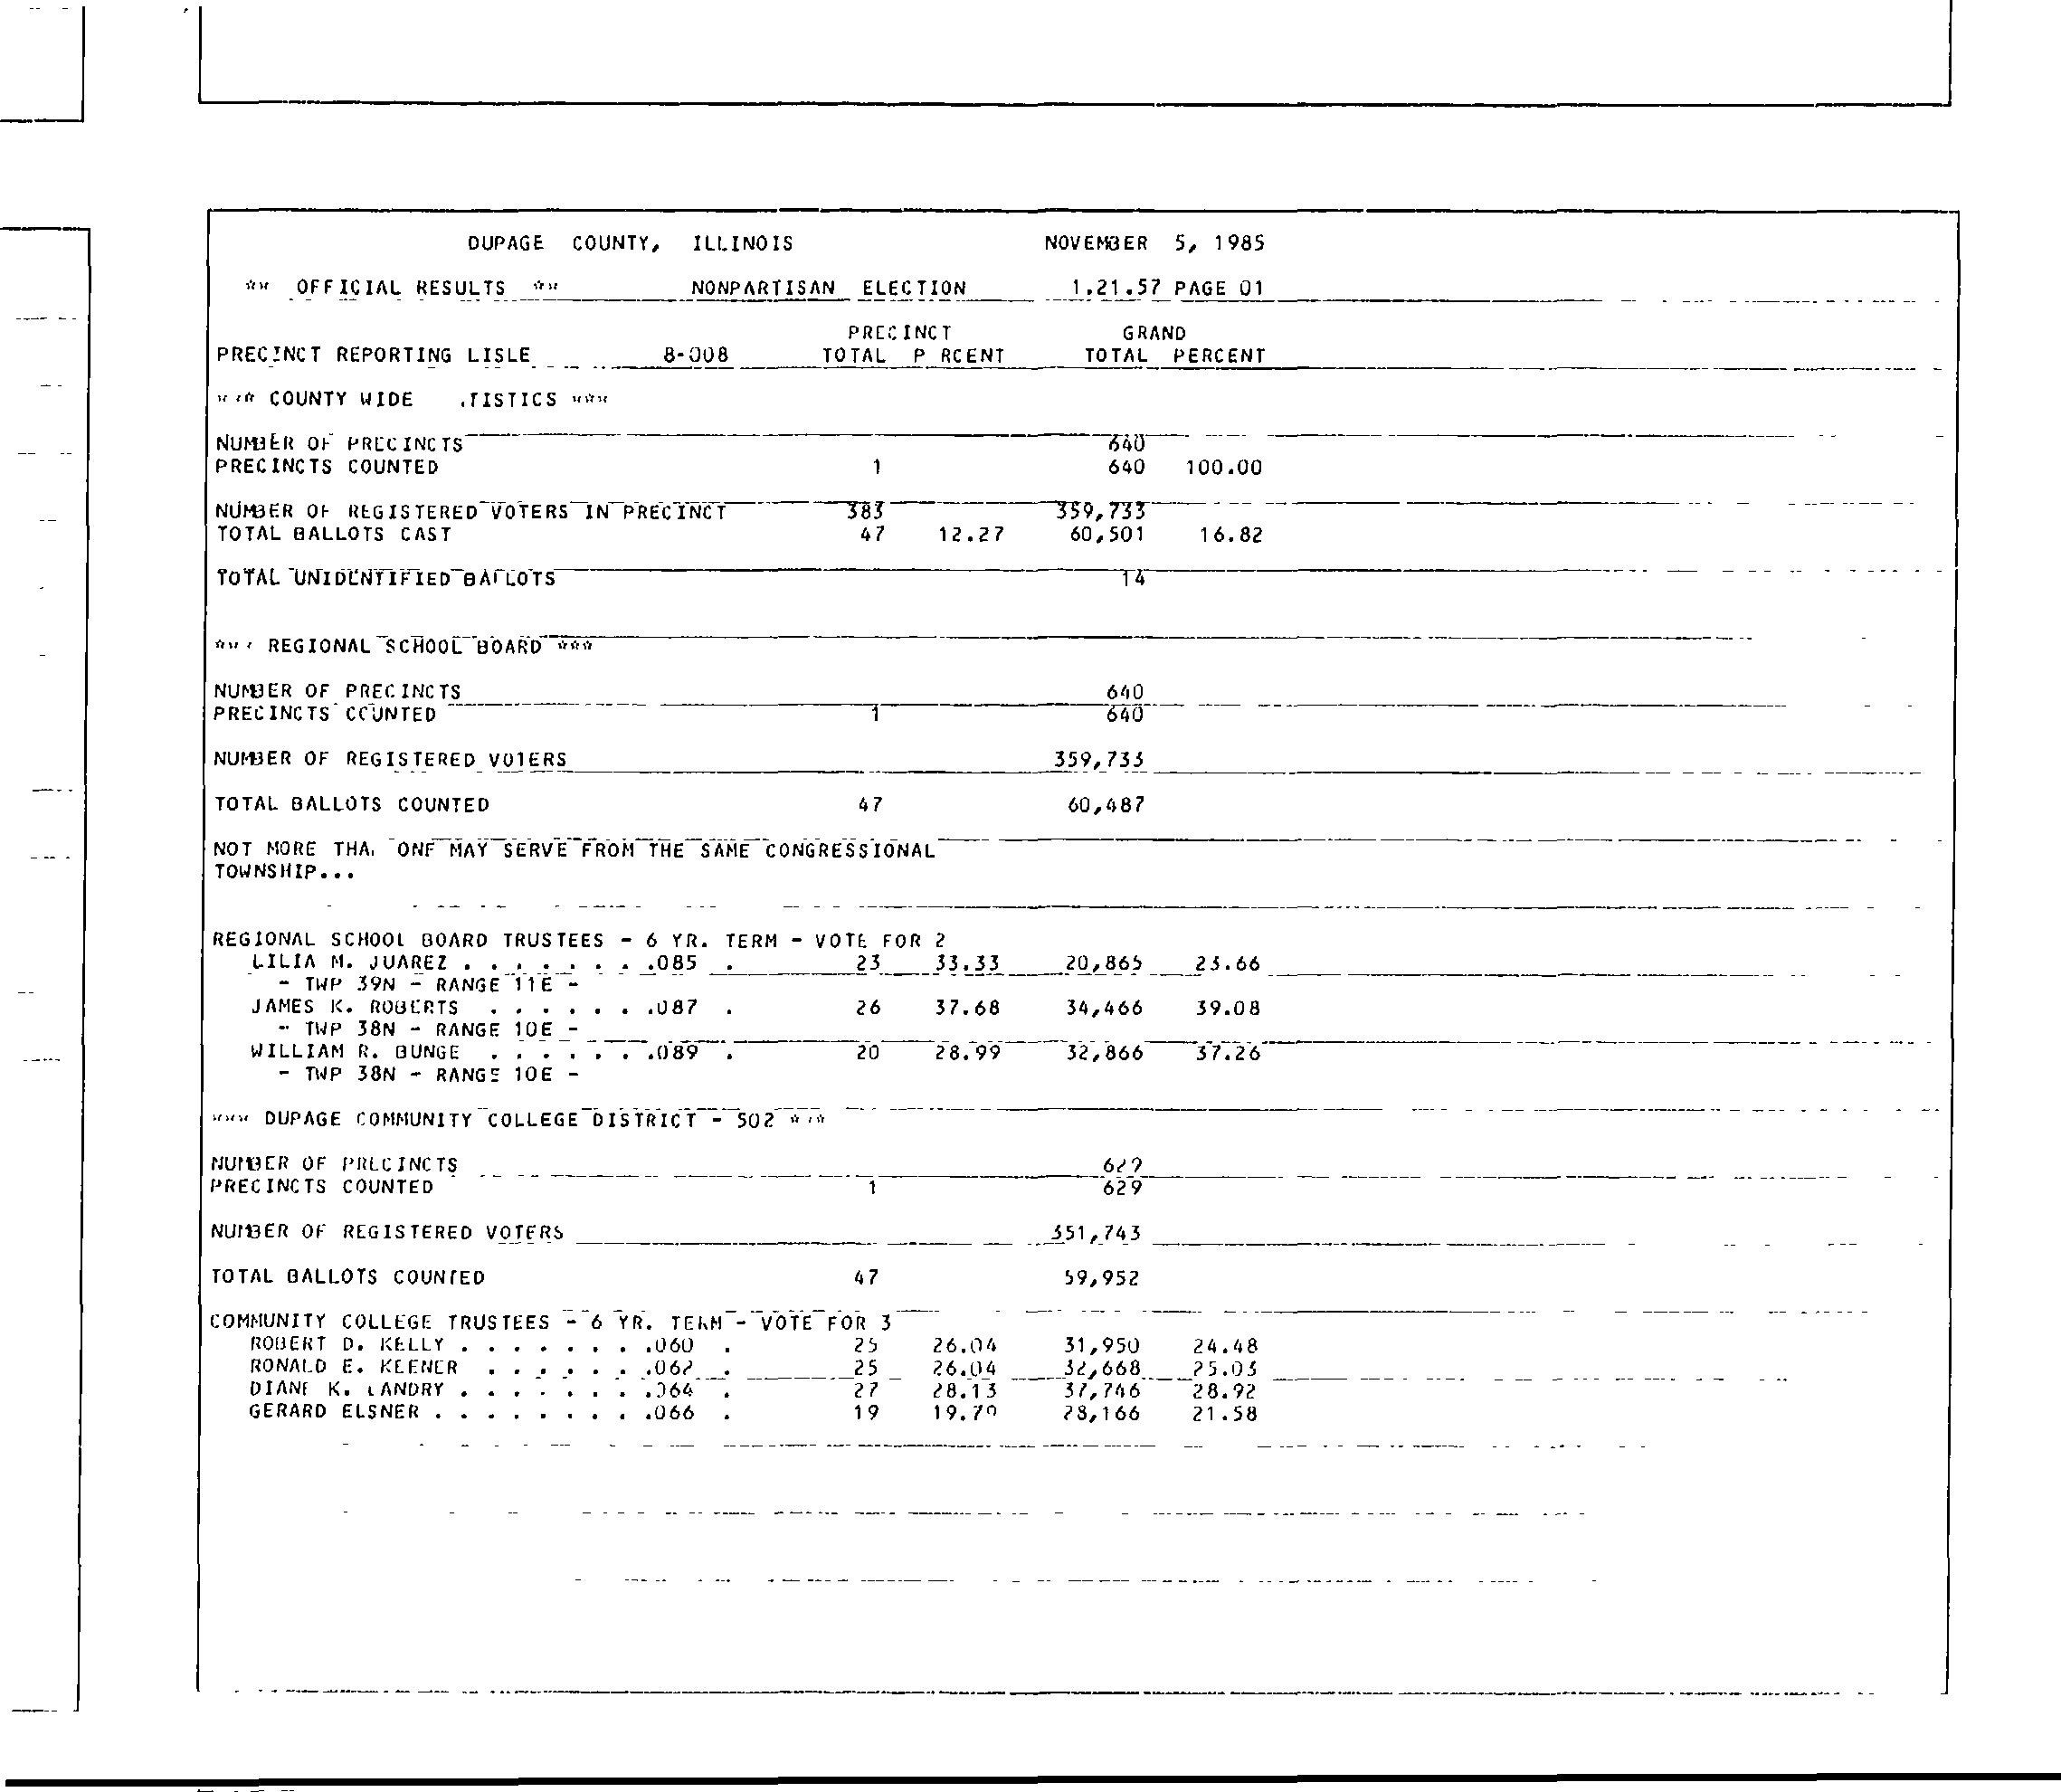 DUPAGE COUNTY, ILLINOIS NOVEMBER 5, 1985
** OFFICIAL RESULTS ** NONPARTISAN ELECTION 1.21.57 PAGE 01
PRECINCT GRAND
PRECINCT REPORTING LISLE 8-008 TOTAL P RCENT TOTAL PERCENT
*** COUNTY WIDE .TISTICS ***
NUMBER OF PRECINCTS 640
PRECINCTS COUNTED 1 640 100.00
NUMBER OF REGISTERED VOTERS IN PRECINCT 383 359,733
TOTAL BALLOTS CAST 47 12.27 60,501 16.82
TOTAL UNIDENTIFIED BALLOTS 14
*** REGIONAL SCHOOL BOARD ***
NUMBER OF PRECINCTS 640
PRECINCTS COUNTED 1 640
NUMBER OF REGISTERED VOTERS 359,733
TOTAL BALLOTS COUNTED 47 60,487
NOT MORE THA. ONE MAY SERVE FROM THE SAME CONGRESSIONAL
TOWNSHIP...
REGIONAL SCHOOL BOARD TRUSTEES - 6 YR. TERM - VOTE FOR 2
LILIA M. JUAREZ . . . . . . . .085 . 23 33.33 20,865 23.66
- TWP 39N - RANGE 11E -
JAMES K. ROBERTS . . . . . . .087 . 26 37.68 34,466 39.08
- TWP 38N - RANGE 10E -
WILLIAM R. BUNGE . . . . . . .089 . 20 28.99 32,866 37.26
- TWP 38N - RANGE 10E -
*** DUPAGE COMMUNITY COLLEGE DISTRICT - 502 ***
NUMBER OF PRECINCTS 629
PRECINCTS COUNTED 1 629
NUMBER OF REGISTERED VOTERS 351,743
TOTAL BALLOTS COUNTED 47 59,952
COMMUNITY COLLEGE TRUSTEES - 6 YR. TERM - VOTE FOR 3
ROBERT D. KELLY . . . . . . . .060 . 25 26.04 31,950 24.48
RONALD E. KEENER . . . . . . .062 . 25 26.04 32,668 25.03
DIANE K. LANDRY . . . . . . . .064 . 27 28.13 37,746 28.92
GERARD ELSNER . . . . . . . . .066 . 19 19.79 28,166 21.58